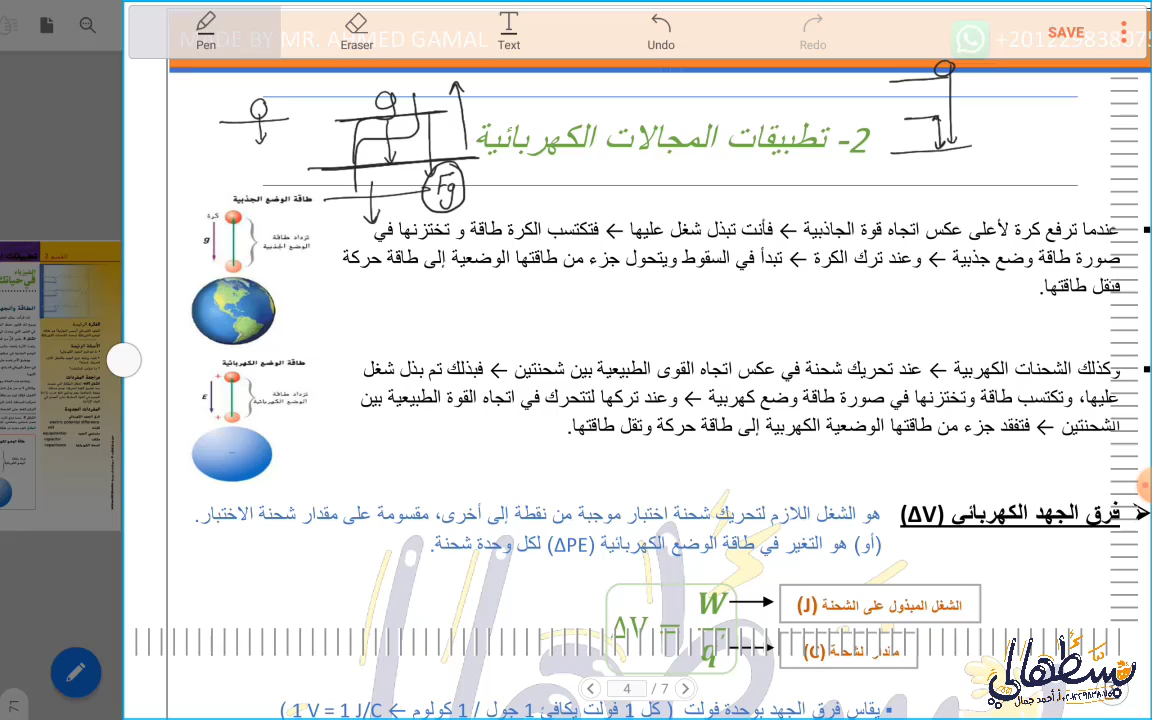 MADE BY MR. AHMED GAMAL
Pen
Eraser
Text
Undo
Redo
SAVE
2- تطبيقات المجالات الكهربائية
Fg
طاقة الوضع الجذبية
كرة
g
تزداد طاقة
الوضع الجذبية
عندما ترفع كرة لأعلى عكس اتجاه قوة الجاذبية ← فأنت تبذل شغل عليها ← فتكتسب الكرة طاقة و تختزنها في
صورة طاقة وضع جذبية ← وعند ترك الكرة ← تبدأ في السقوط ويتحول جزء من طاقتها الوضعية إلى طاقة حركة
فتقل طاقتها.
طاقة الوضع الكهربائية
E
تزداد طاقة
الوضع الكهربائية
وكذلك الشحنات الكهربية ← عند تحريك شحنة في عكس اتجاه القوى الطبيعية بين شحنتين ← فبذلك تم بذل شغل
عليها، وتكتسب طاقة وتختزنها في صورة طاقة وضع كهربية ← وعند تركها لتتحرك في اتجاه القوة الطبيعية بين
الشحنتين ← فتفقد جزء من طاقتها الوضعية الكهربية إلى طاقة حركة وتقل طاقتها.
فرق الجهد الكهربائي (ΔV)
هو الشغل اللازم لتحريك شحنة اختبار موجبة من نقطة إلى أخرى، مقسومة على مقدار شحنة الاختبار.
(أو) هو التغير في طاقة الوضع الكهربائية (ΔPE) لكل وحدة شحنة.
ΔV = W / q
الشغل المبذول على الشحنة (J)
مقدار الشحنة (C)
4 / 7
يقاس فرق الجهد بوحدة فولت ( كل 1 فولت يكافئ 1 جول / 1 كولوم ← 1 V = 1 J/C )
أ. أحمد جمال